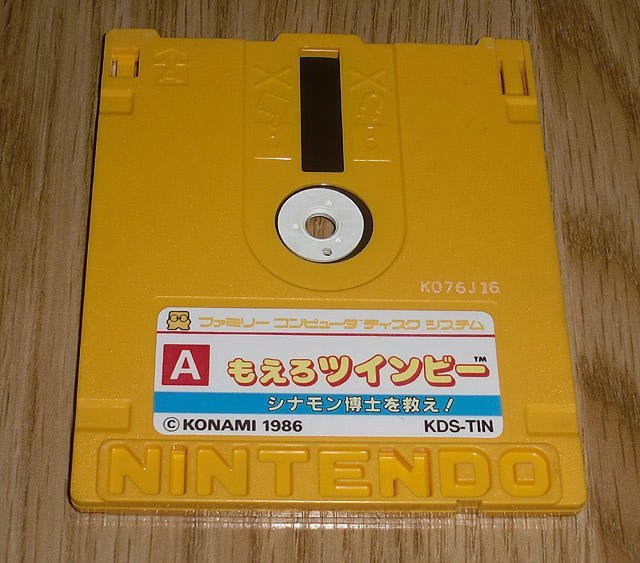 K076J16
ファミリー コンピュータ ディスク システム
A
もえろツインビー™
シナモン博士を救え!
© KONAMI 1986 KDS-TIN
NINTENDO